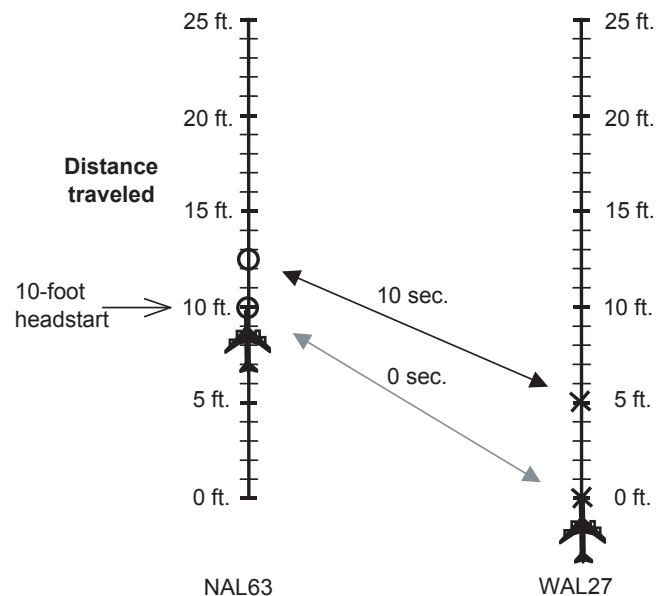 25 ft.
25 ft.
20 ft.
20 ft.
Distance
traveled
15 ft.
15 ft.
10-foot
headstart
10 ft.
10 sec.
10 ft.
0 sec.
5 ft.
5 ft.
0 ft.
0 ft.
NAL63
WAL27